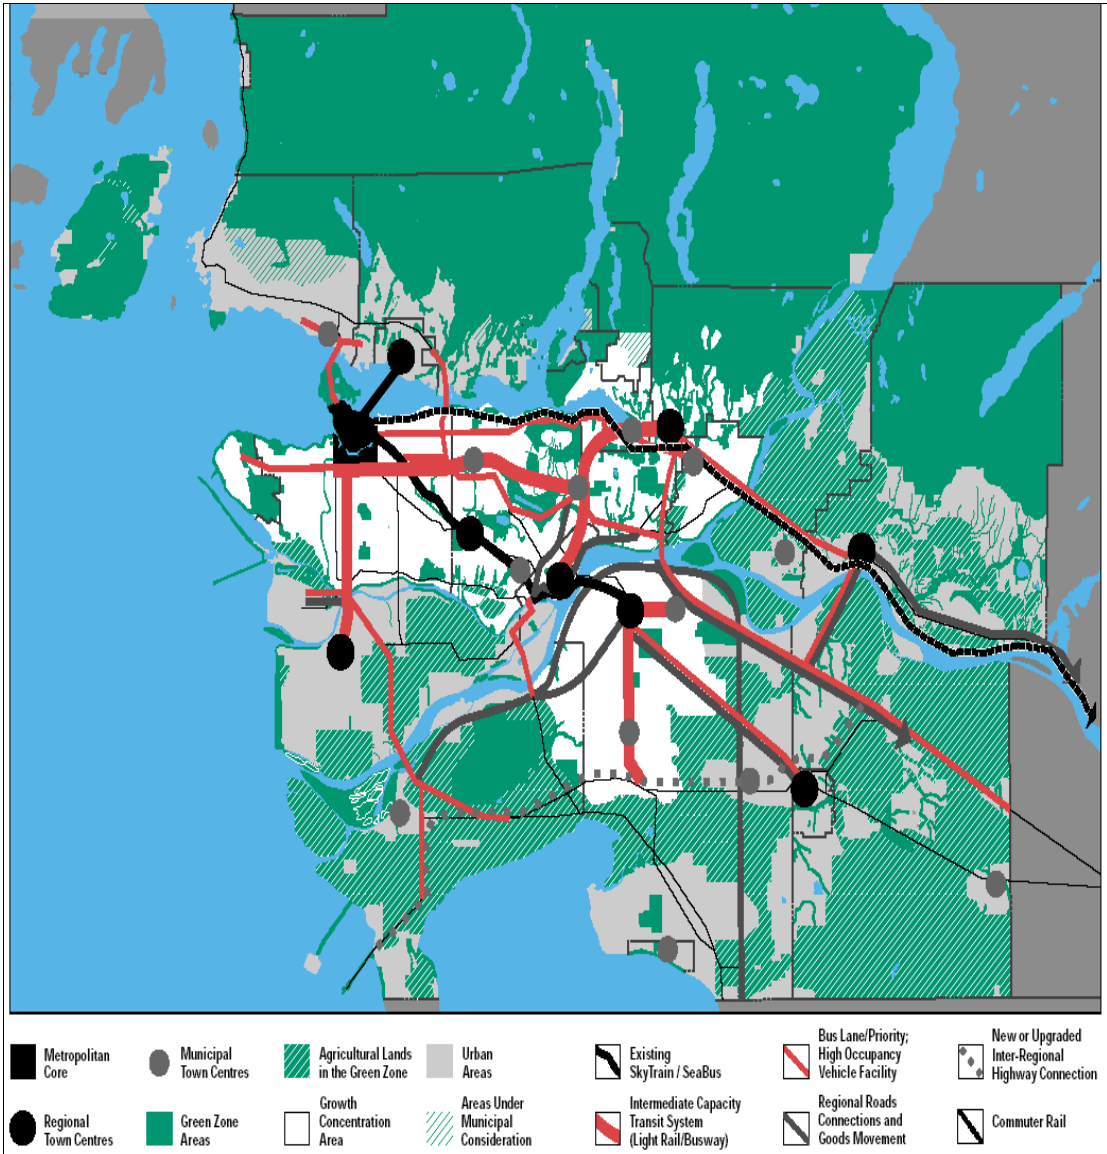 Metropolitan
Core
Municipal
Town Centres
Agricultural Lands
in the Green Zone
Urban
Areas
Existing
SkyTrain / SeaBus
Bus Lane/Priority;
High Occupancy
Vehicle Facility
New or Upgraded
Inter-Regional
Highway Connection
Regional
Town Centres
Green Zone
Areas
Growth
Concentration
Area
Areas Under
Municipal
Consideration
Intermediate Capacity
Transit System
(Light Rail/Busway)
Regional Roads
Connections and
Goods Movement
Commuter Rail